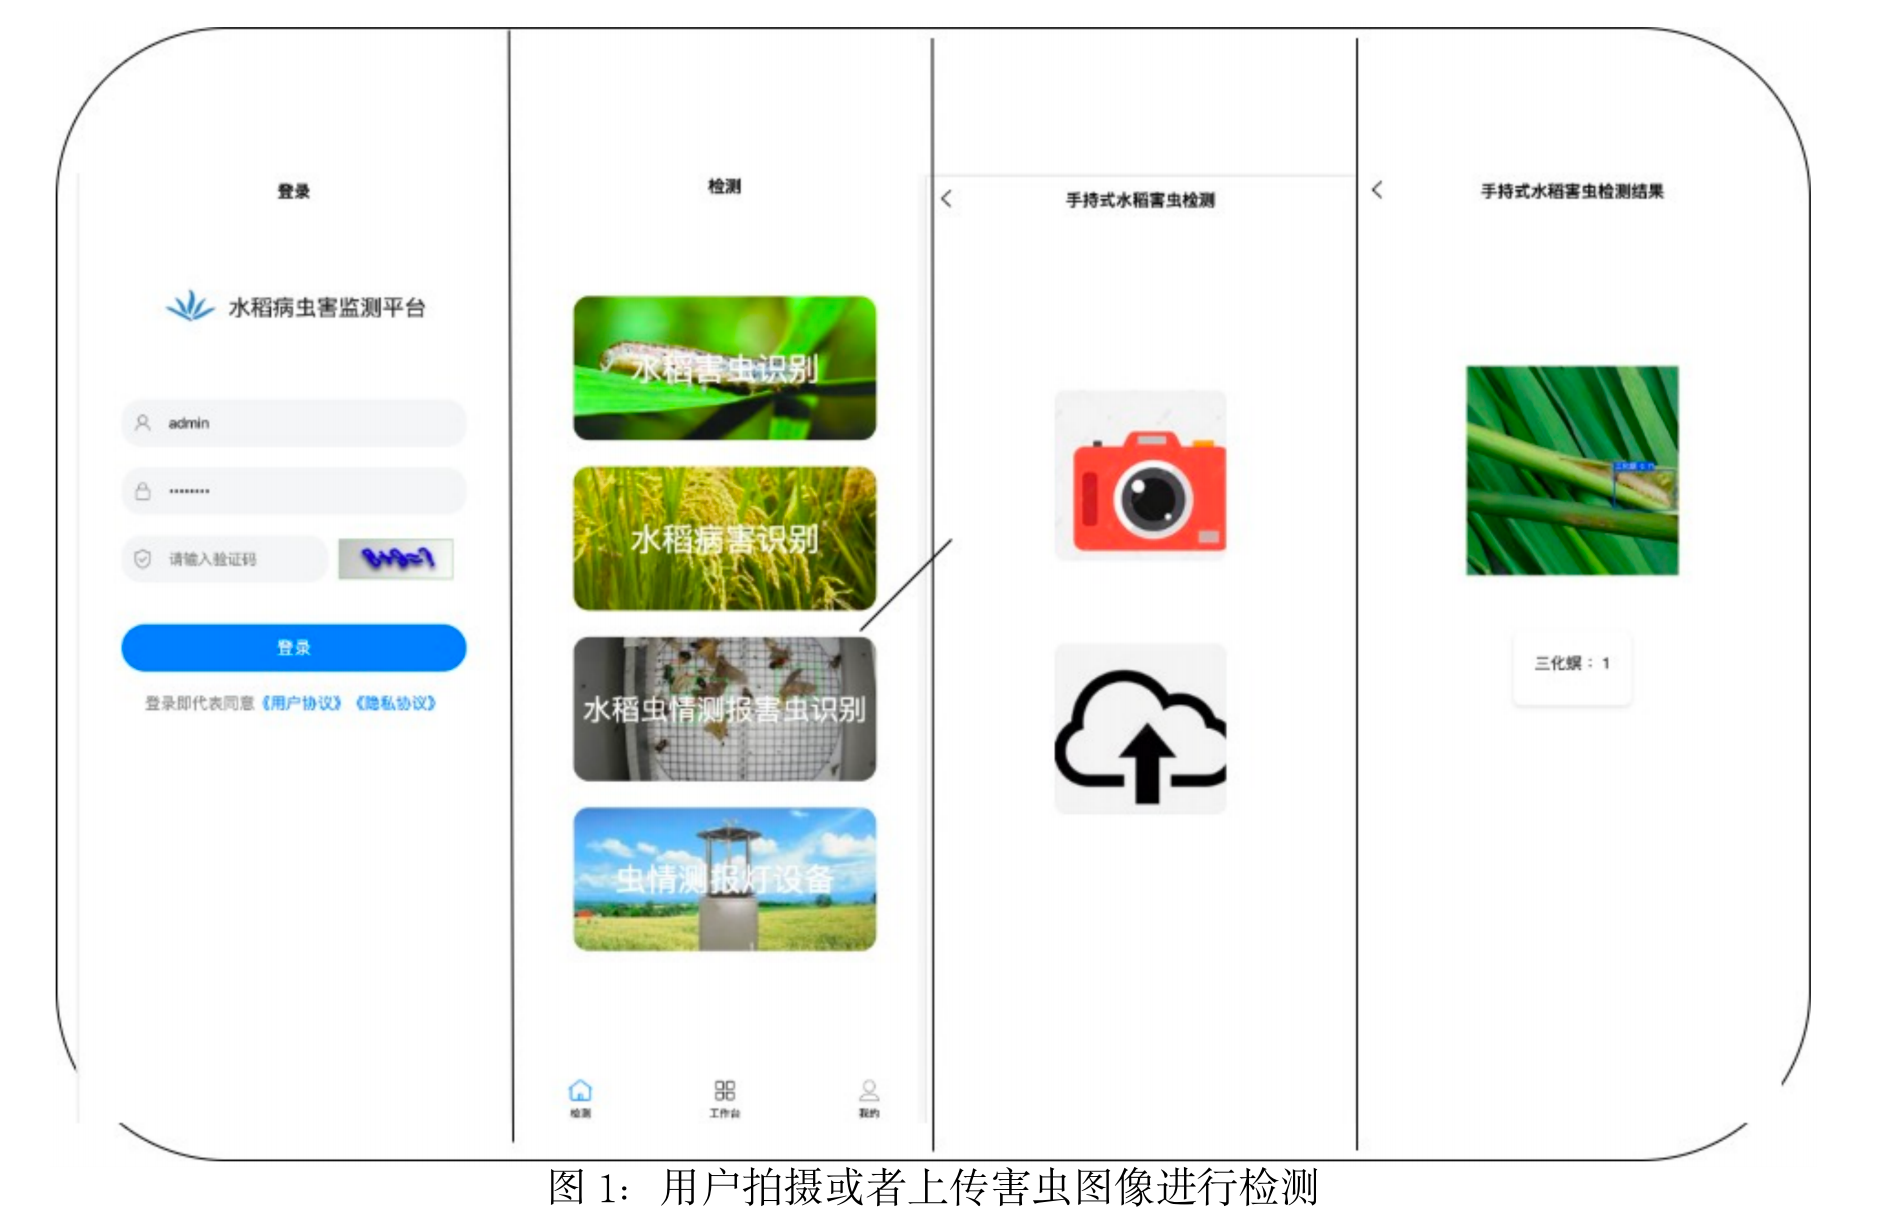 登录
水稻病虫害监测平台
admin
••••••••
请输入验证码
登录
登录即代表同意《用户协议》《隐私协议》
检测
水稻害虫识别
水稻病害识别
水稻虫情测报害虫识别
虫情测报灯设备
检测
工作台
我的
手持式水稻害虫检测
手持式水稻害虫检测结果
三化螟
三化螟：1
图 1：用户拍摄或者上传害虫图像进行检测